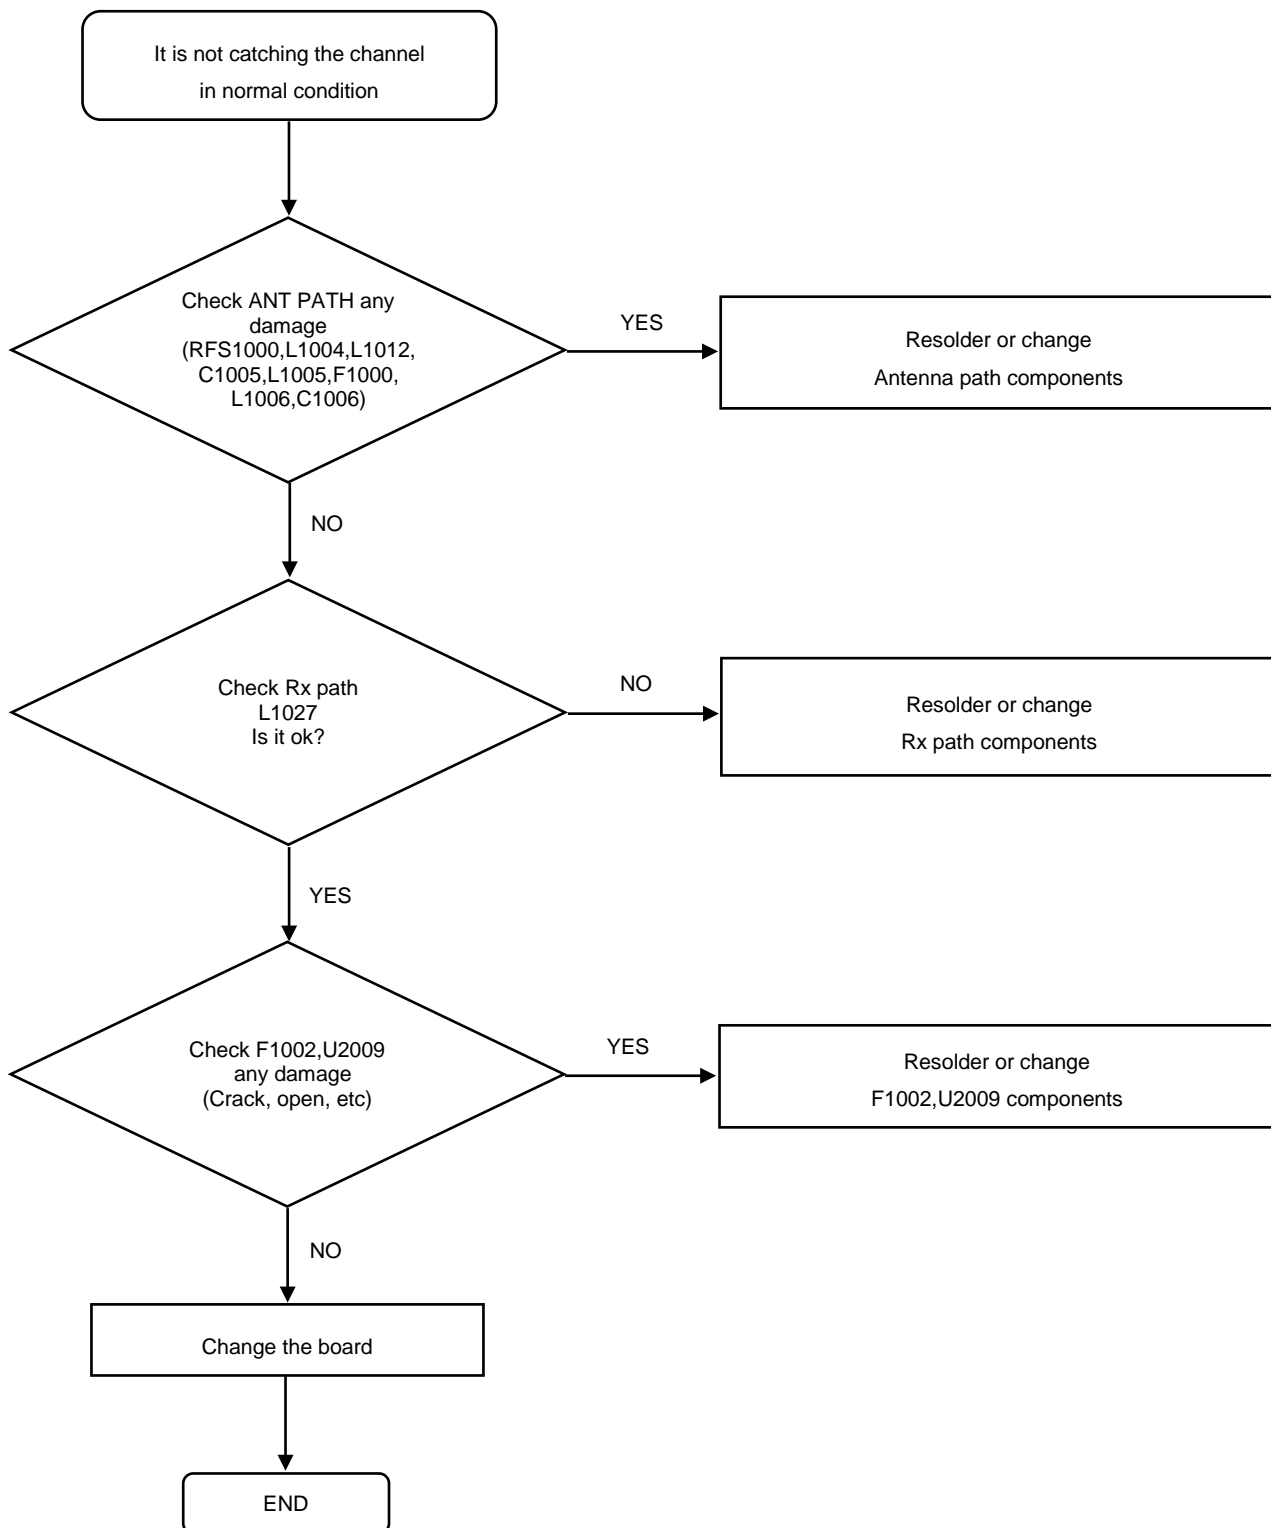 It is not catching the channel
in normal condition
Check ANT PATH any
damage
(RFS1000,L1004,L1012,
C1005,L1005,F1000,
L1006,C1006)
YES
Resolder or change
Antenna path components
NO
Check Rx path
L1027
Is it ok?
NO
Resolder or change
Rx path components
YES
Check F1002,U2009
any damage
(Crack, open, etc)
YES
Resolder or change
F1002,U2009 components
NO
Change the board
END